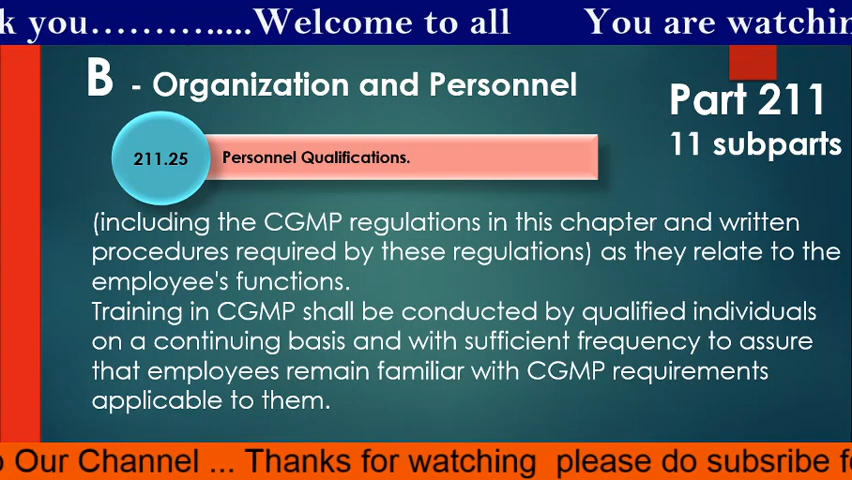 k you………….....Welcome to all You are watchin
B - Organization and Personnel
Part 211
11 subparts
211.25 Personnel Qualifications.
(including the CGMP regulations in this chapter and written
procedures required by these regulations) as they relate to the
employee's functions.
Training in CGMP shall be conducted by qualified individuals
on a continuing basis and with sufficient frequency to assure
that employees remain familiar with CGMP requirements
applicable to them.
o Our Channel ... Thanks for watching please do subsribe fo